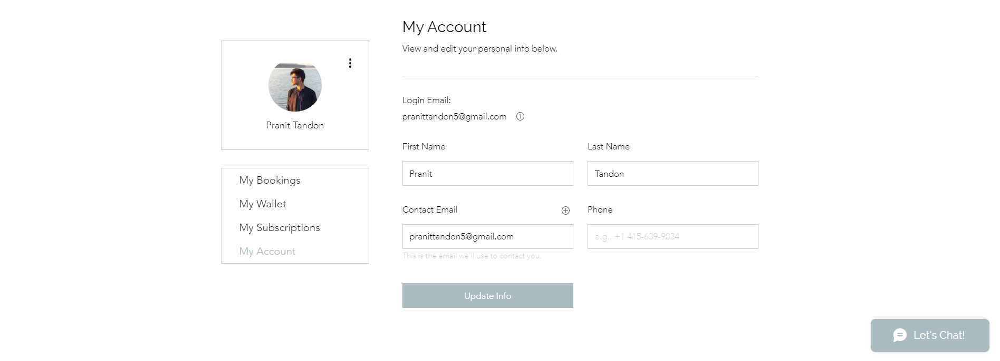 My Account
View and edit your personal info below.
Pranit Tandon
My Bookings
My Wallet
My Subscriptions
My Account
Login Email:
pranittandon5@gmail.com
First Name
Last Name
Pranit
Tandon
Contact Email
Phone
pranittandon5@gmail.com
e.g., +1 415-639-9034
This is the email we'll use to contact you.
Update Info
Let's Chat!